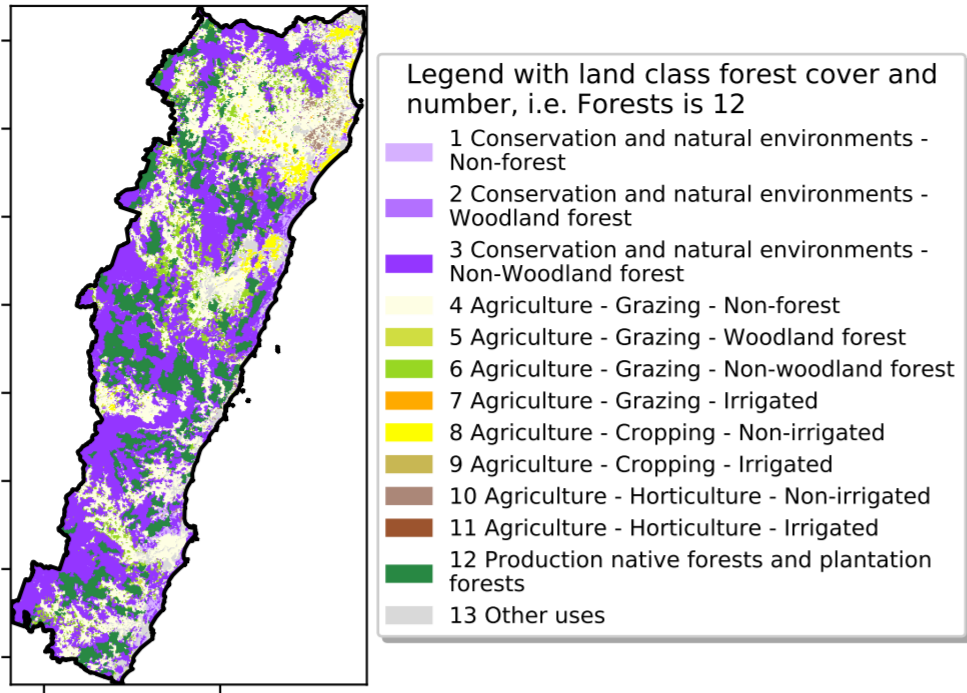 Legend with land class forest cover and
number, i.e. Forests is 12
1 Conservation and natural environments -
Non-forest
2 Conservation and natural environments -
Woodland forest
3 Conservation and natural environments -
Non-Woodland forest
4 Agriculture - Grazing - Non-forest
5 Agriculture - Grazing - Woodland forest
6 Agriculture - Grazing - Non-woodland forest
7 Agriculture - Grazing - Irrigated
8 Agriculture - Cropping - Non-irrigated
9 Agriculture - Cropping - Irrigated
10 Agriculture - Horticulture - Non-irrigated
11 Agriculture - Horticulture - Irrigated
12 Production native forests and plantation
forests
13 Other uses